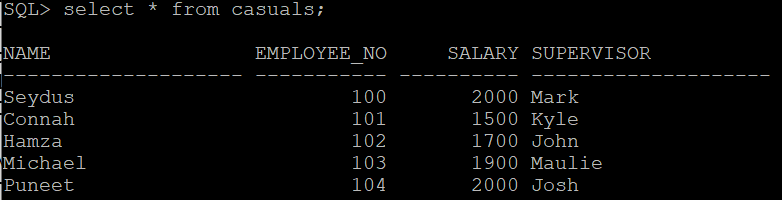 SQL> select * from casuals;
NAME EMPLOYEE_NO SALARY SUPERVISOR
-------------------- ----------- ---------- --------------------
Seydus 100 2000 Mark
Connah 101 1500 Kyle
Hamza 102 1700 John
Michael 103 1900 Maulie
Puneet 104 2000 Josh